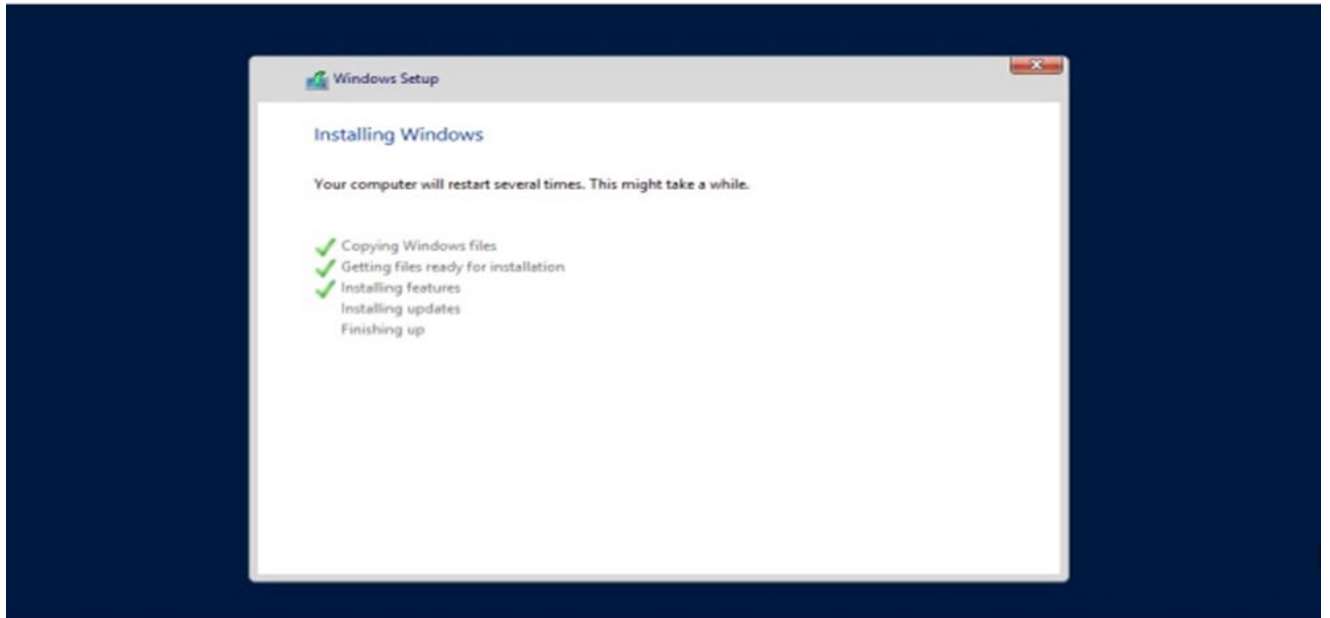 Windows Setup
Installing Windows
Your computer will restart several times. This might take a while.
Copying Windows files
Getting files ready for installation
Installing features
Installing updates
Finishing up